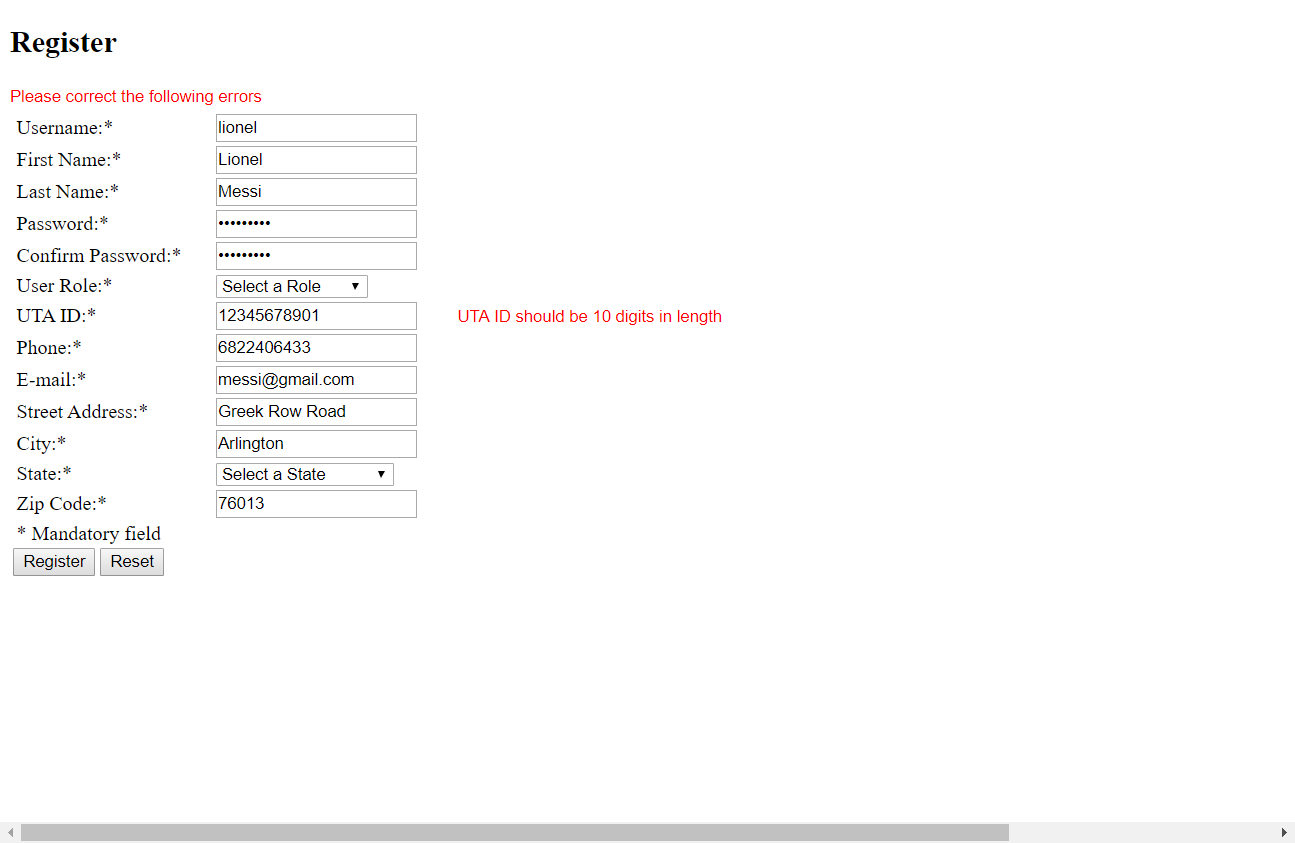 Register
Please correct the following errors
Username:* lionel
First Name:* Lionel
Last Name:* Messi
Password:* •••••••••
Confirm Password:* •••••••••
User Role:* Select a Role
UTA ID:* 12345678901 UTA ID should be 10 digits in length
Phone:* 6822406433
E-mail:* messi@gmail.com
Street Address:* Greek Row Road
City:* Arlington
State:* Select a State
Zip Code:* 76013
* Mandatory field
Register Reset